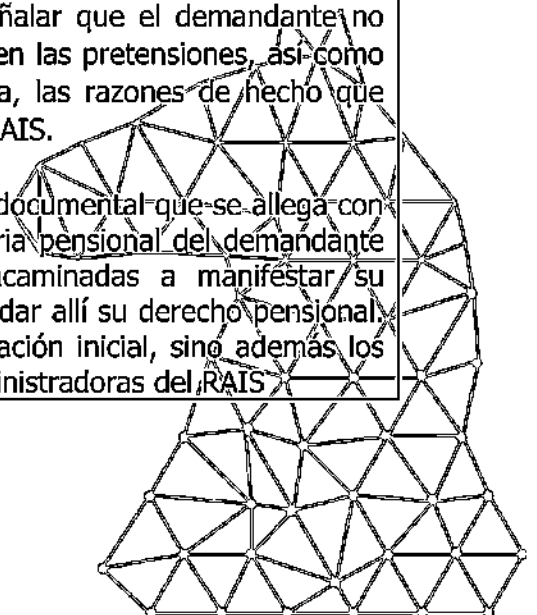 ñalar que el demandante no
en las pretensiones, así como
a, las razones de hecho que
AIS.
documental que se allega con
ria pensional del demandante
caminadas a manifestar su
dar allí su derecho pensional.
ación inicial, sino además los
inistradoras del RAIS